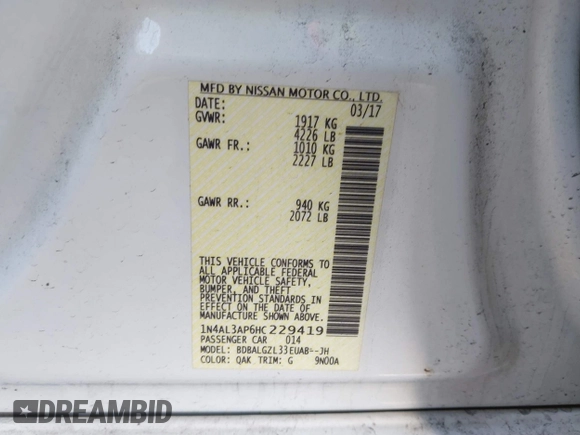 MFD BY NISSAN MOTOR CO., LTD.
DATE: 03/17
GVWR: 1917 KG
4226 LB
GAWR FR.: 1010 KG
2227 LB
GAWR RR.: 940 KG
2072 LB
THIS VEHICLE CONFORMS TO
ALL APPLICABLE FEDERAL
MOTOR VEHICLE SAFETY,
BUMPER, AND THEFT
PREVENTION STANDARDS IN
EFFECT ON THE DATE OF
MANUFACTURE SHOWN ABOVE.
1N4AL3AP6HC229419
PASSENGER CAR 014
MODEL: BDBALGZL33EUAB--JH
COLOR: QAK TRIM: G 9N00A
DREAMBID